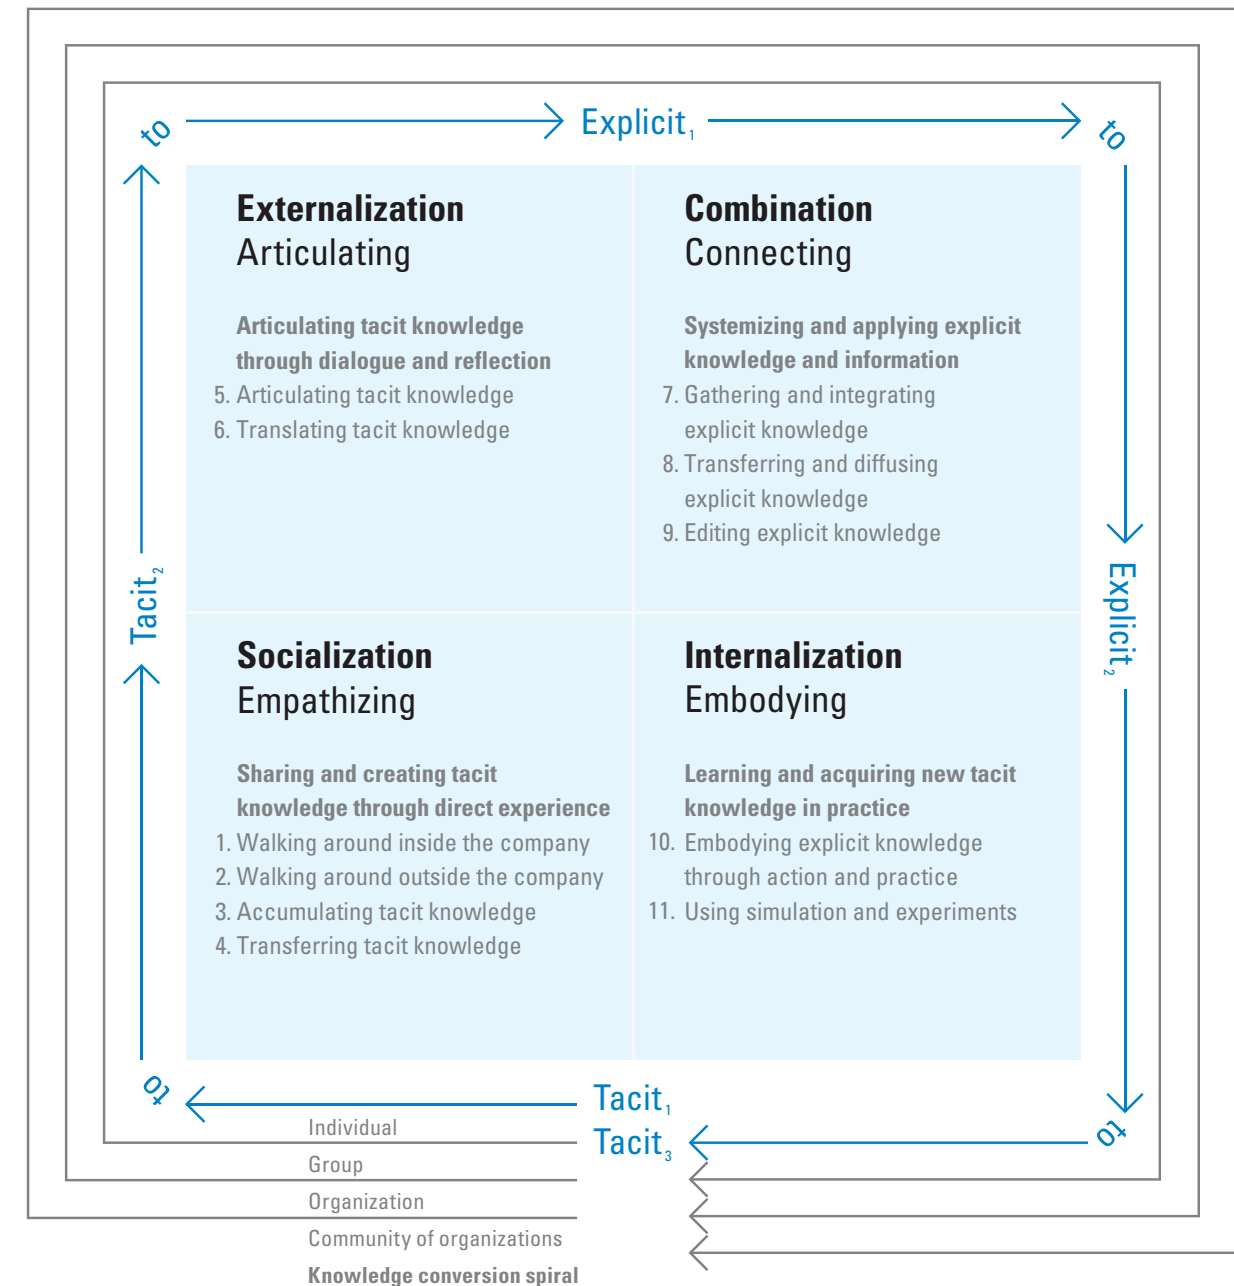 to
Explicit1
to
Externalization
Articulating
Articulating tacit knowledge
through dialogue and reflection
5. Articulating tacit knowledge
6. Translating tacit knowledge
Combination
Connecting
Systemizing and applying explicit
knowledge and information
7. Gathering and integrating
explicit knowledge
8. Transferring and diffusing
explicit knowledge
9. Editing explicit knowledge
Tacit2
Explicit2
Socialization
Empathizing
Sharing and creating tacit
knowledge through direct experience
1. Walking around inside the company
2. Walking around outside the company
3. Accumulating tacit knowledge
4. Transferring tacit knowledge
Internalization
Embodying
Learning and acquiring new tacit
knowledge in practice
10. Embodying explicit knowledge
through action and practice
11. Using simulation and experiments
to
Tacit1
Tacit3
to
Individual
Group
Organization
Community of organizations
Knowledge conversion spiral